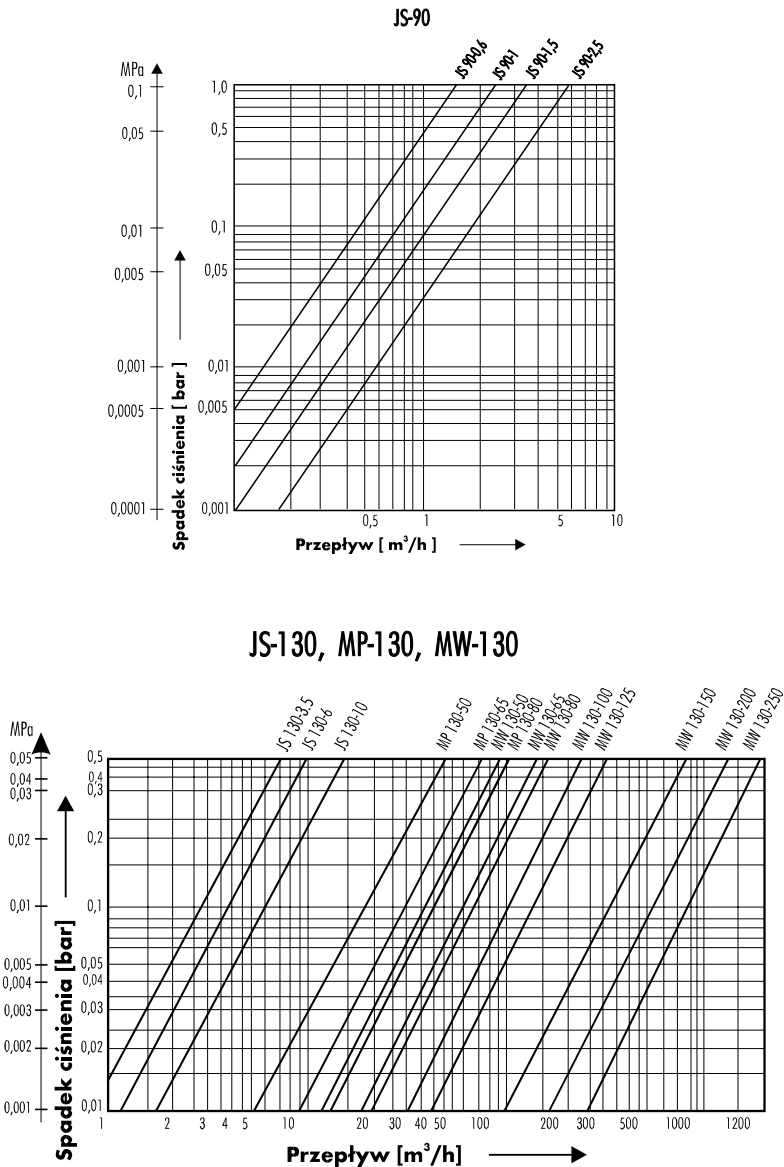 JS-90
JS 90-0,6
JS 90-1
JS 90-1,5
JS 90-2,5
MPa
0,1
0,05
0,01
0,005
0,001
0,0005
0,0001
1,0
0,5
0,1
0,05
0,01
0,005
0,001
Spadek ciśnienia [ bar ]
0,5 1 5 10
Przepływ [ m³/h ]
JS-130, MP-130, MW-130
JS 130-3.5
JS 130-6
JS 130-10
MP 130-50
MP 130-65
MW 130-50
MP 130-80
MW 130-65
MW 130-80
MW 130-100
MW 130-125
MW 130-150
MW 130-200
MW 130-250
MPa
0,05
0,04
0,03
0,02
0,01
0,005
0,004
0,003
0,002
0,001
0,5
0,4
0,3
0,2
0,1
0,05
0,04
0,03
0,02
0,01
Spadek ciśnienia [bar]
1 2 3 4 5 10 20 30 40 50 100 200 300 500 1000 1200
Przepływ [m³/h]